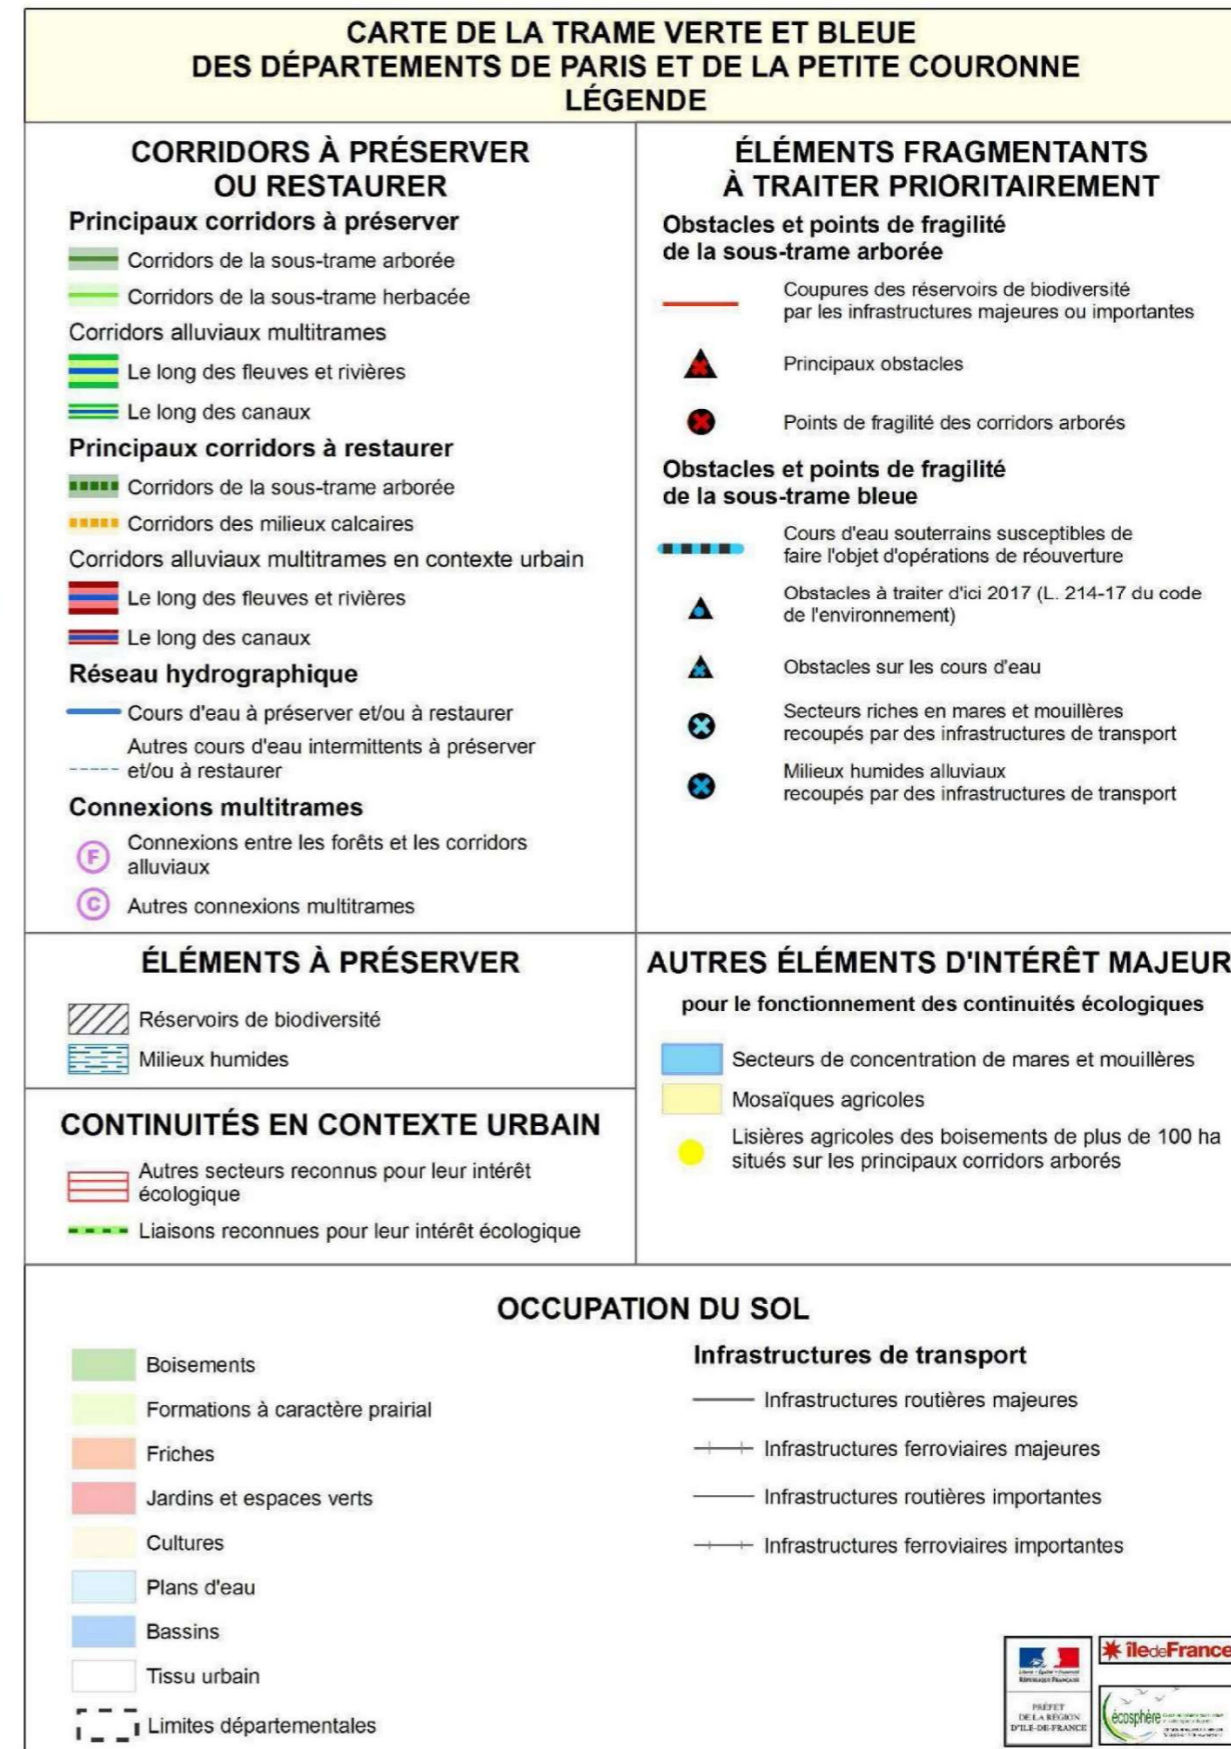 CARTE DE LA TRAME VERTE ET BLEUE
DES DÉPARTEMENTS DE PARIS ET DE LA PETITE COURONNE
LÉGENDE
CORRIDORS À PRÉSERVER
OU RESTAURER
Principaux corridors à préserver
Corridors de la sous-trame arborée
Corridors de la sous-trame herbacée
Corridors alluviaux multitrames
Le long des fleuves et rivières
Le long des canaux
Principaux corridors à restaurer
Corridors de la sous-trame arborée
Corridors des milieux calcaires
Corridors alluviaux multitrames en contexte urbain
Le long des fleuves et rivières
Le long des canaux
Réseau hydrographique
Cours d'eau à préserver et/ou à restaurer
Autres cours d'eau intermittents à préserver
et/ou à restaurer
Connexions multitrames
F
Connexions entre les forêts et les corridors
alluviaux
C
Autres connexions multitrames
ÉLÉMENTS FRAGMENTANTS
À TRAITER PRIORITAIREMENT
Obstacles et points de fragilité
de la sous-trame arborée
Coupures des réservoirs de biodiversité
par les infrastructures majeures ou importantes
Principaux obstacles
Points de fragilité des corridors arborés
Obstacles et points de fragilité
de la sous-trame bleue
Cours d'eau souterrains susceptibles de
faire l'objet d'opérations de réouverture
Obstacles à traiter d'ici 2017 (L. 214-17 du code
de l'environnement)
Obstacles sur les cours d'eau
Secteurs riches en mares et mouillères
recoupés par des infrastructures de transport
Milieux humides alluviaux
recoupés par des infrastructures de transport
ÉLÉMENTS À PRÉSERVER
Réservoirs de biodiversité
Milieux humides
CONTINUITÉS EN CONTEXTE URBAIN
Autres secteurs reconnus pour leur intérêt
écologique
Liaisons reconnues pour leur intérêt écologique
AUTRES ÉLÉMENTS D'INTÉRÊT MAJEUR
pour le fonctionnement des continuités écologiques
Secteurs de concentration de mares et mouillères
Mosaïques agricoles
Lisières agricoles des boisements de plus de 100 ha
situés sur les principaux corridors arborés
OCCUPATION DU SOL
Boisements
Formations à caractère prairial
Friches
Jardins et espaces verts
Cultures
Plans d'eau
Bassins
Tissu urbain
Limites départementales
Infrastructures de transport
Infrastructures routières majeures
Infrastructures ferroviaires majeures
Infrastructures routières importantes
Infrastructures ferroviaires importantes
Liberté • Égalité • Fraternité
RÉPUBLIQUE FRANÇAISE
PRÉFET
DE LA RÉGION
D'ILE-DE-FRANCE
îledeFrance
écosphère